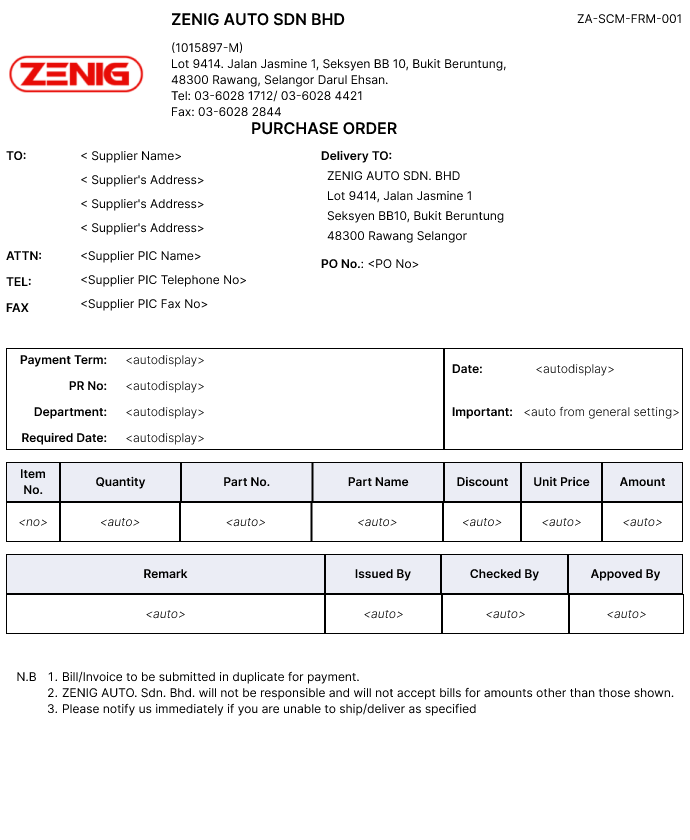 ZENIG AUTO SDN BHD
ZA-SCM-FRM-001
(1015897-M)
Lot 9414. Jalan Jasmine 1, Seksyen BB 10, Bukit Beruntung,
48300 Rawang, Selangor Darul Ehsan.
Tel: 03-6028 1712/ 03-6028 4421
Fax: 03-6028 2844
ZENIG
PURCHASE ORDER
TO: < Supplier Name>
< Supplier's Address>
< Supplier's Address>
< Supplier's Address>
ATTN: <Supplier PIC Name>
TEL: <Supplier PIC Telephone No>
FAX <Supplier PIC Fax No>
Delivery TO:
ZENIG AUTO SDN. BHD
Lot 9414, Jalan Jasmine 1
Seksyen BB10, Bukit Beruntung
48300 Rawang Selangor
PO No.: <PO No>
Payment Term: <autodisplay>
PR No: <autodisplay>
Department: <autodisplay>
Required Date: <autodisplay>
Date: <autodisplay>
Important: <auto from general setting>
Item No. Quantity Part No. Part Name Discount Unit Price Amount
<no> <auto> <auto> <auto> <auto> <auto> <auto>
Remark Issued By Checked By Appoved By
<auto> <auto> <auto> <auto>
N.B 1. Bill/Invoice to be submitted in duplicate for payment.
2. ZENIG AUTO. Sdn. Bhd. will not be responsible and will not accept bills for amounts other than those shown.
3. Please notify us immediately if you are unable to ship/deliver as specified